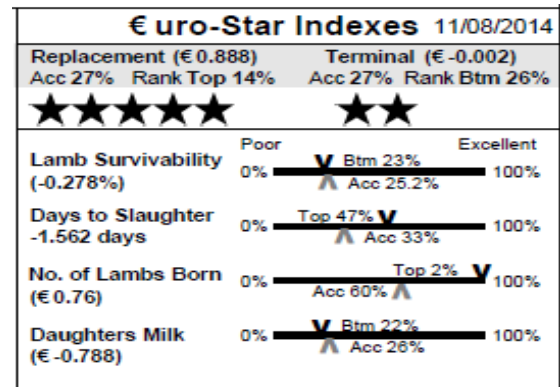 €uro-Star Indexes 11/08/2014
Replacement (€0.888) Terminal (€-0.002)
Acc 27% Rank Top 14% Acc 27% Rank Btm 26%
Poor Excellent
Lamb Survivability 0% Btm 23% 100%
(-0.278%) Acc 25.2%
Days to Slaughter 0% Top 47% 100%
-1.562 days Acc 33%
No. of Lambs Born 0% Top 2% 100%
(€0.76) Acc 60%
Daughters Milk 0% Btm 22% 100%
(€-0.788) Acc 26%